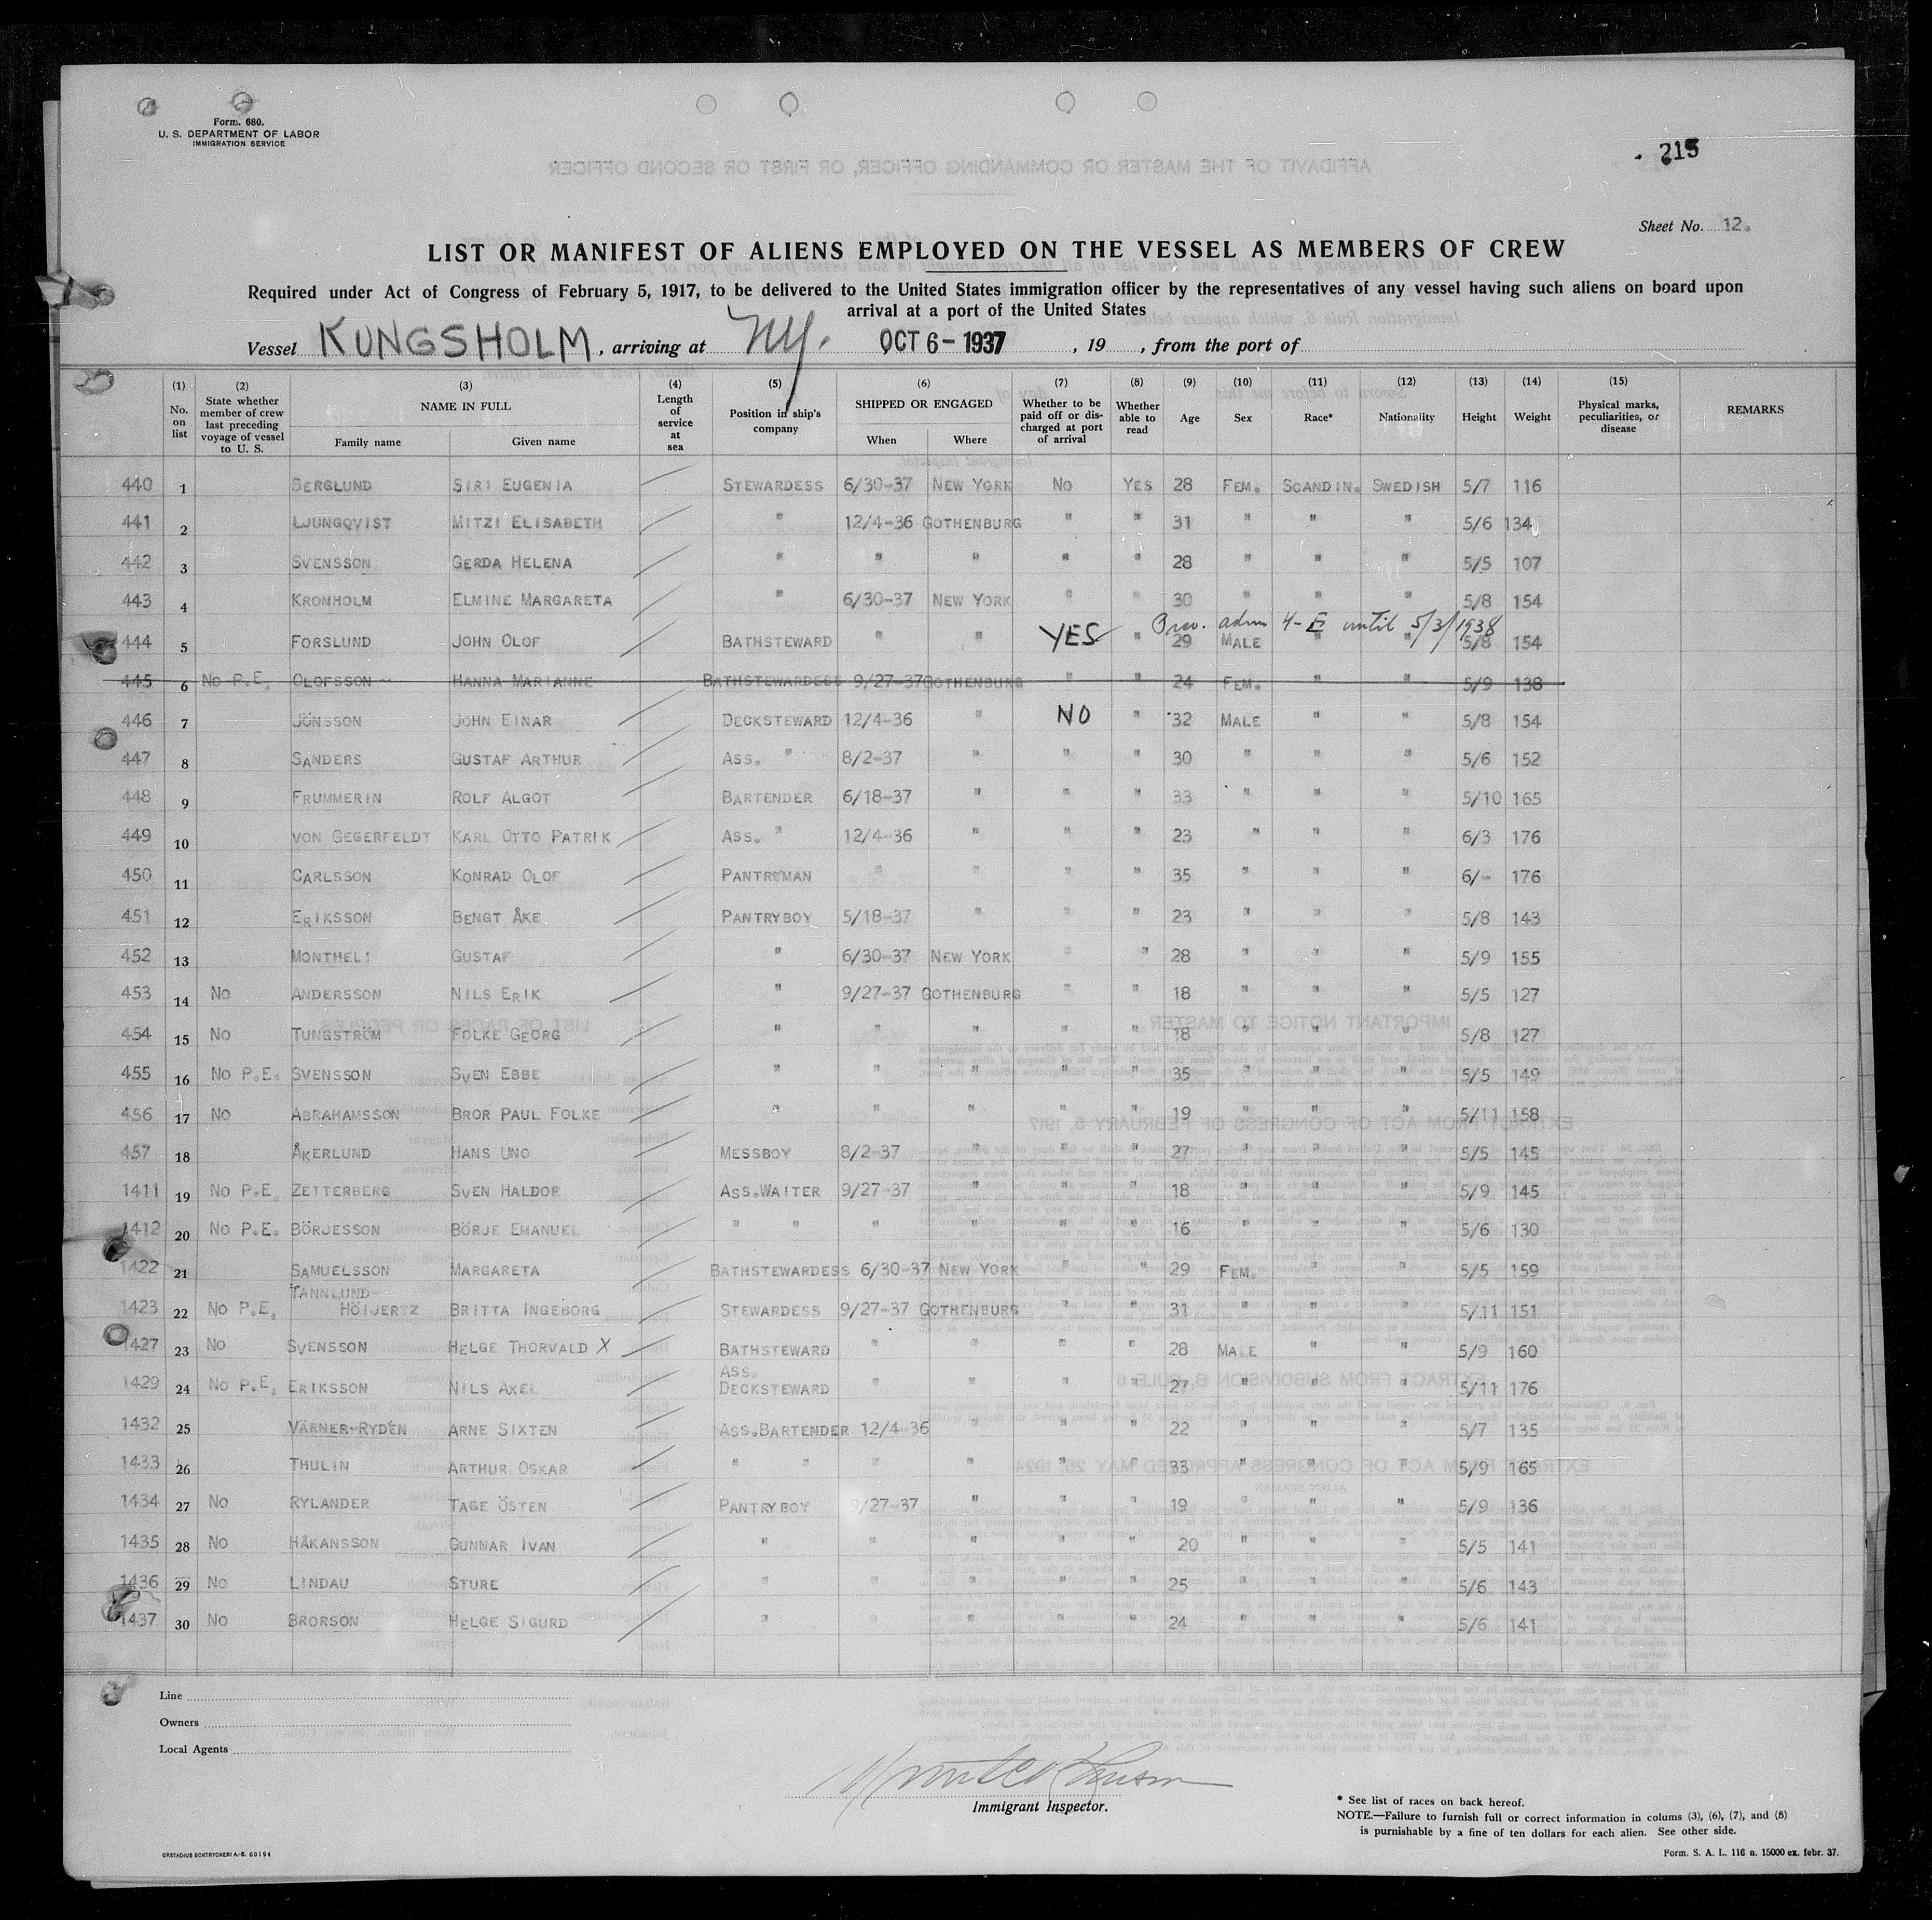 Form. 680.
U. S. DEPARTMENT OF LABOR
IMMIGRATION SERVICE
215
Sheet No. 12.
LIST OR MANIFEST OF ALIENS EMPLOYED ON THE VESSEL AS MEMBERS OF CREW
Required under Act of Congress of February 5, 1917, to be delivered to the United States immigration officer by the representatives of any vessel having such aliens on board upon
arrival at a port of the United States
Vessel KUNGSHOLM, arriving at NY. OCT 6-1937, 19 , from the port of
(1) No. on list (2) State whether member of crew last preceding voyage of vessel to U. S. (3) NAME IN FULL Family name Given name (4) Length of service at sea (5) Position in ship's company (6) SHIPPED OR ENGAGED When Where (7) Whether to be paid off or discharged at port of arrival (8) Whether able to read (9) Age (10) Sex (11) Race* (12) Nationality (13) Height (14) Weight (15) Physical marks, peculiarities, or disease REMARKS
440 1 BERGLUND SIRI EUGENIA STEWARDESS 6/30-37 NEW YORK No YES 28 FEM. SCANDIN. SWEDISH 5/7 116
441 2 LJUNGQVIST MITZI ELISABETH " 12/4-36 GOTHENBURG " " 31 " " " 5/6 134
442 3 SVENSSON GERDA HELENA " " " " " 28 " " " 5/5 107
443 4 KRONHOLM ELMINE MARGARETA " 6/30-37 NEW YORK " " 30 " " " 5/8 154
Prev. adm 4-E until 5/3/1938
444 5 FORSLUND JOHN OLOF BATHSTEWARD " " YES " 29 MALE " " 5/8 154
445 6 No P.E. OLOFSSON HANNA MARIANNE BATHSTEWARDESS 9/27-37 GOTHENBURG " " 24 FEM. " " 5/9 138
446 7 JÖNSSON JOHN EINAR DECKSTEWARD 12/4-36 " NO " 32 MALE " " 5/8 154
447 8 SANDERS GUSTAF ARTHUR Ass. " 8/2-37 " " " 30 " " " 5/6 152
448 9 FRUMMERIN ROLF ALGOT BARTENDER 6/18-37 " " " 33 " " " 5/10 165
449 10 VON GEGERFELDT KARL OTTO PATRIK Ass. " 12/4-36 " " " 23 " " " 6/3 176
450 11 CARLSSON KONRAD OLOF PANTRYMAN " " " " 35 " " " 6/- 176
451 12 ERIKSSON BENGT ÅKE PANTRYBOY 5/18-37 " " " 23 " " " 5/8 143
452 13 MONTHELI GUSTAF " 6/30-37 NEW YORK " " 28 " " " 5/9 155
453 14 No ANDERSSON NILS ERIK " 9/27-37 GOTHENBURG " " 18 " " " 5/5 127
454 15 No TUNGSTRÖM FOLKE GEORG " " " " " 18 " " " 5/8 127
455 16 No P.E. SVENSSON SVEN EBBE " " " " " 35 " " " 5/5 149
456 17 No ABRAHAMSSON BROR PAUL FOLKE " " " " " 19 " " " 5/11 158
457 18 ÅKERLUND HANS UNO MESSBOY 8/2-37 " " " 27 " " " 5/5 145
1411 19 No P.E. ZETTERBERG SVEN HALDOR Ass.WAITER 9/27-37 " " " 18 " " " 5/9 145
1412 20 No P.E. BÖRJESSON BÖRJE EMANUEL " " " " " " 16 " " " 5/6 130
1422 21 SAMUELSSON MARGARETA BATHSTEWARDESS 6/30-37 NEW YORK " " 29 FEM. " " 5/5 159
TANNLUND-
1423 22 No P.E. HÖIJERTZ BRITTA INGEBORG STEWARDESS 9/27-37 GOTHENBURG " " 31 " " " 5/11 151
1427 23 No SVENSSON HELGE THORVALD X BATHSTEWARD " " " " 28 MALE " " 5/9 160
Ass.
1429 24 No P.E. ERIKSSON NILS AXEL DECKSTEWARD " " " " 27 " " " 5/11 176
1432 25 VÄRNER-RYDÉN ARNE SIXTEN Ass.BARTENDER 12/4-36 " " " 22 " " " 5/7 135
1433 26 THULIN ARTHUR OSKAR " " " " " " 33 " " " 5/9 165
1434 27 No RYLANDER TAGE ÖSTEN PANTRYBOY 9/27-37 " " " 19 " " " 5/9 136
1435 28 No HÅKANSSON GUNNAR IVAN " " " " " 20 " " " 5/5 141
1436 29 No LINDAU STURE " " " " " 25 " " " 5/6 143
1437 30 No BRORSON HELGE SIGURD " " " " " 24 " " " 5/6 141
Line
Owners
Local Agents
Immigrant Inspector.
* See list of races on back hereof.
NOTE.—Failure to furnish full or correct information in colums (3), (6), (7), and (8)
is punishable by a fine of ten dollars for each alien. See other side.
ORSTADIUS BOKTRYCKERI A.-B. 60194
Form. S. A. L. 116 n. 15000 ex. febr. 37.